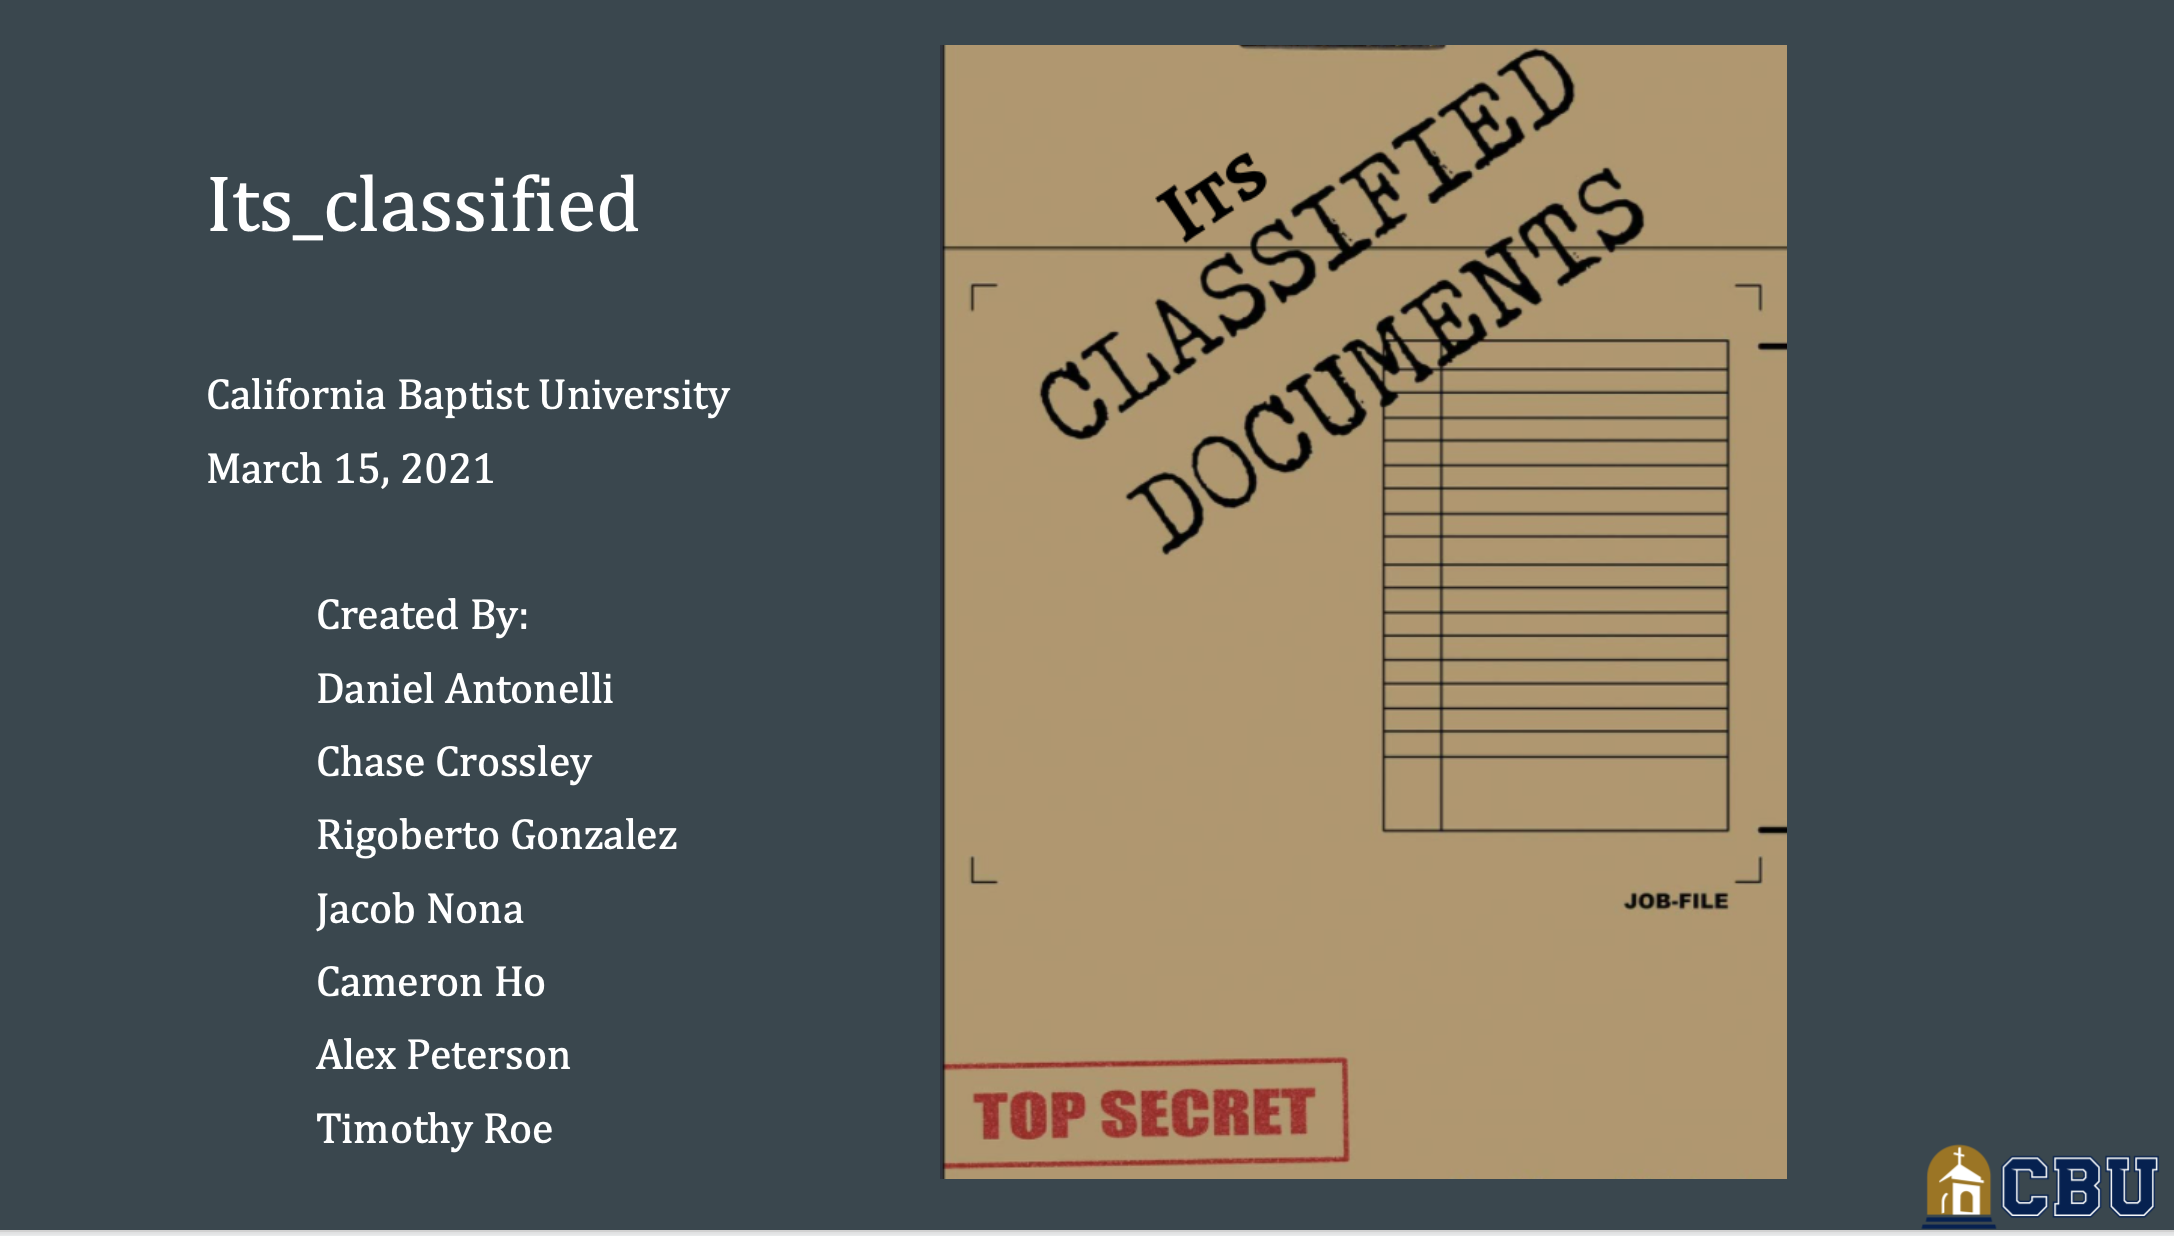 Its_classified
California Baptist University
March 15, 2021
Created By:
Daniel Antonelli
Chase Crossley
Rigoberto Gonzalez
Jacob Nona
Cameron Ho
Alex Peterson
Timothy Roe
Its
CLASSIFIED
DOCUMENTS
JOB-FILE
TOP SECRET
CBU